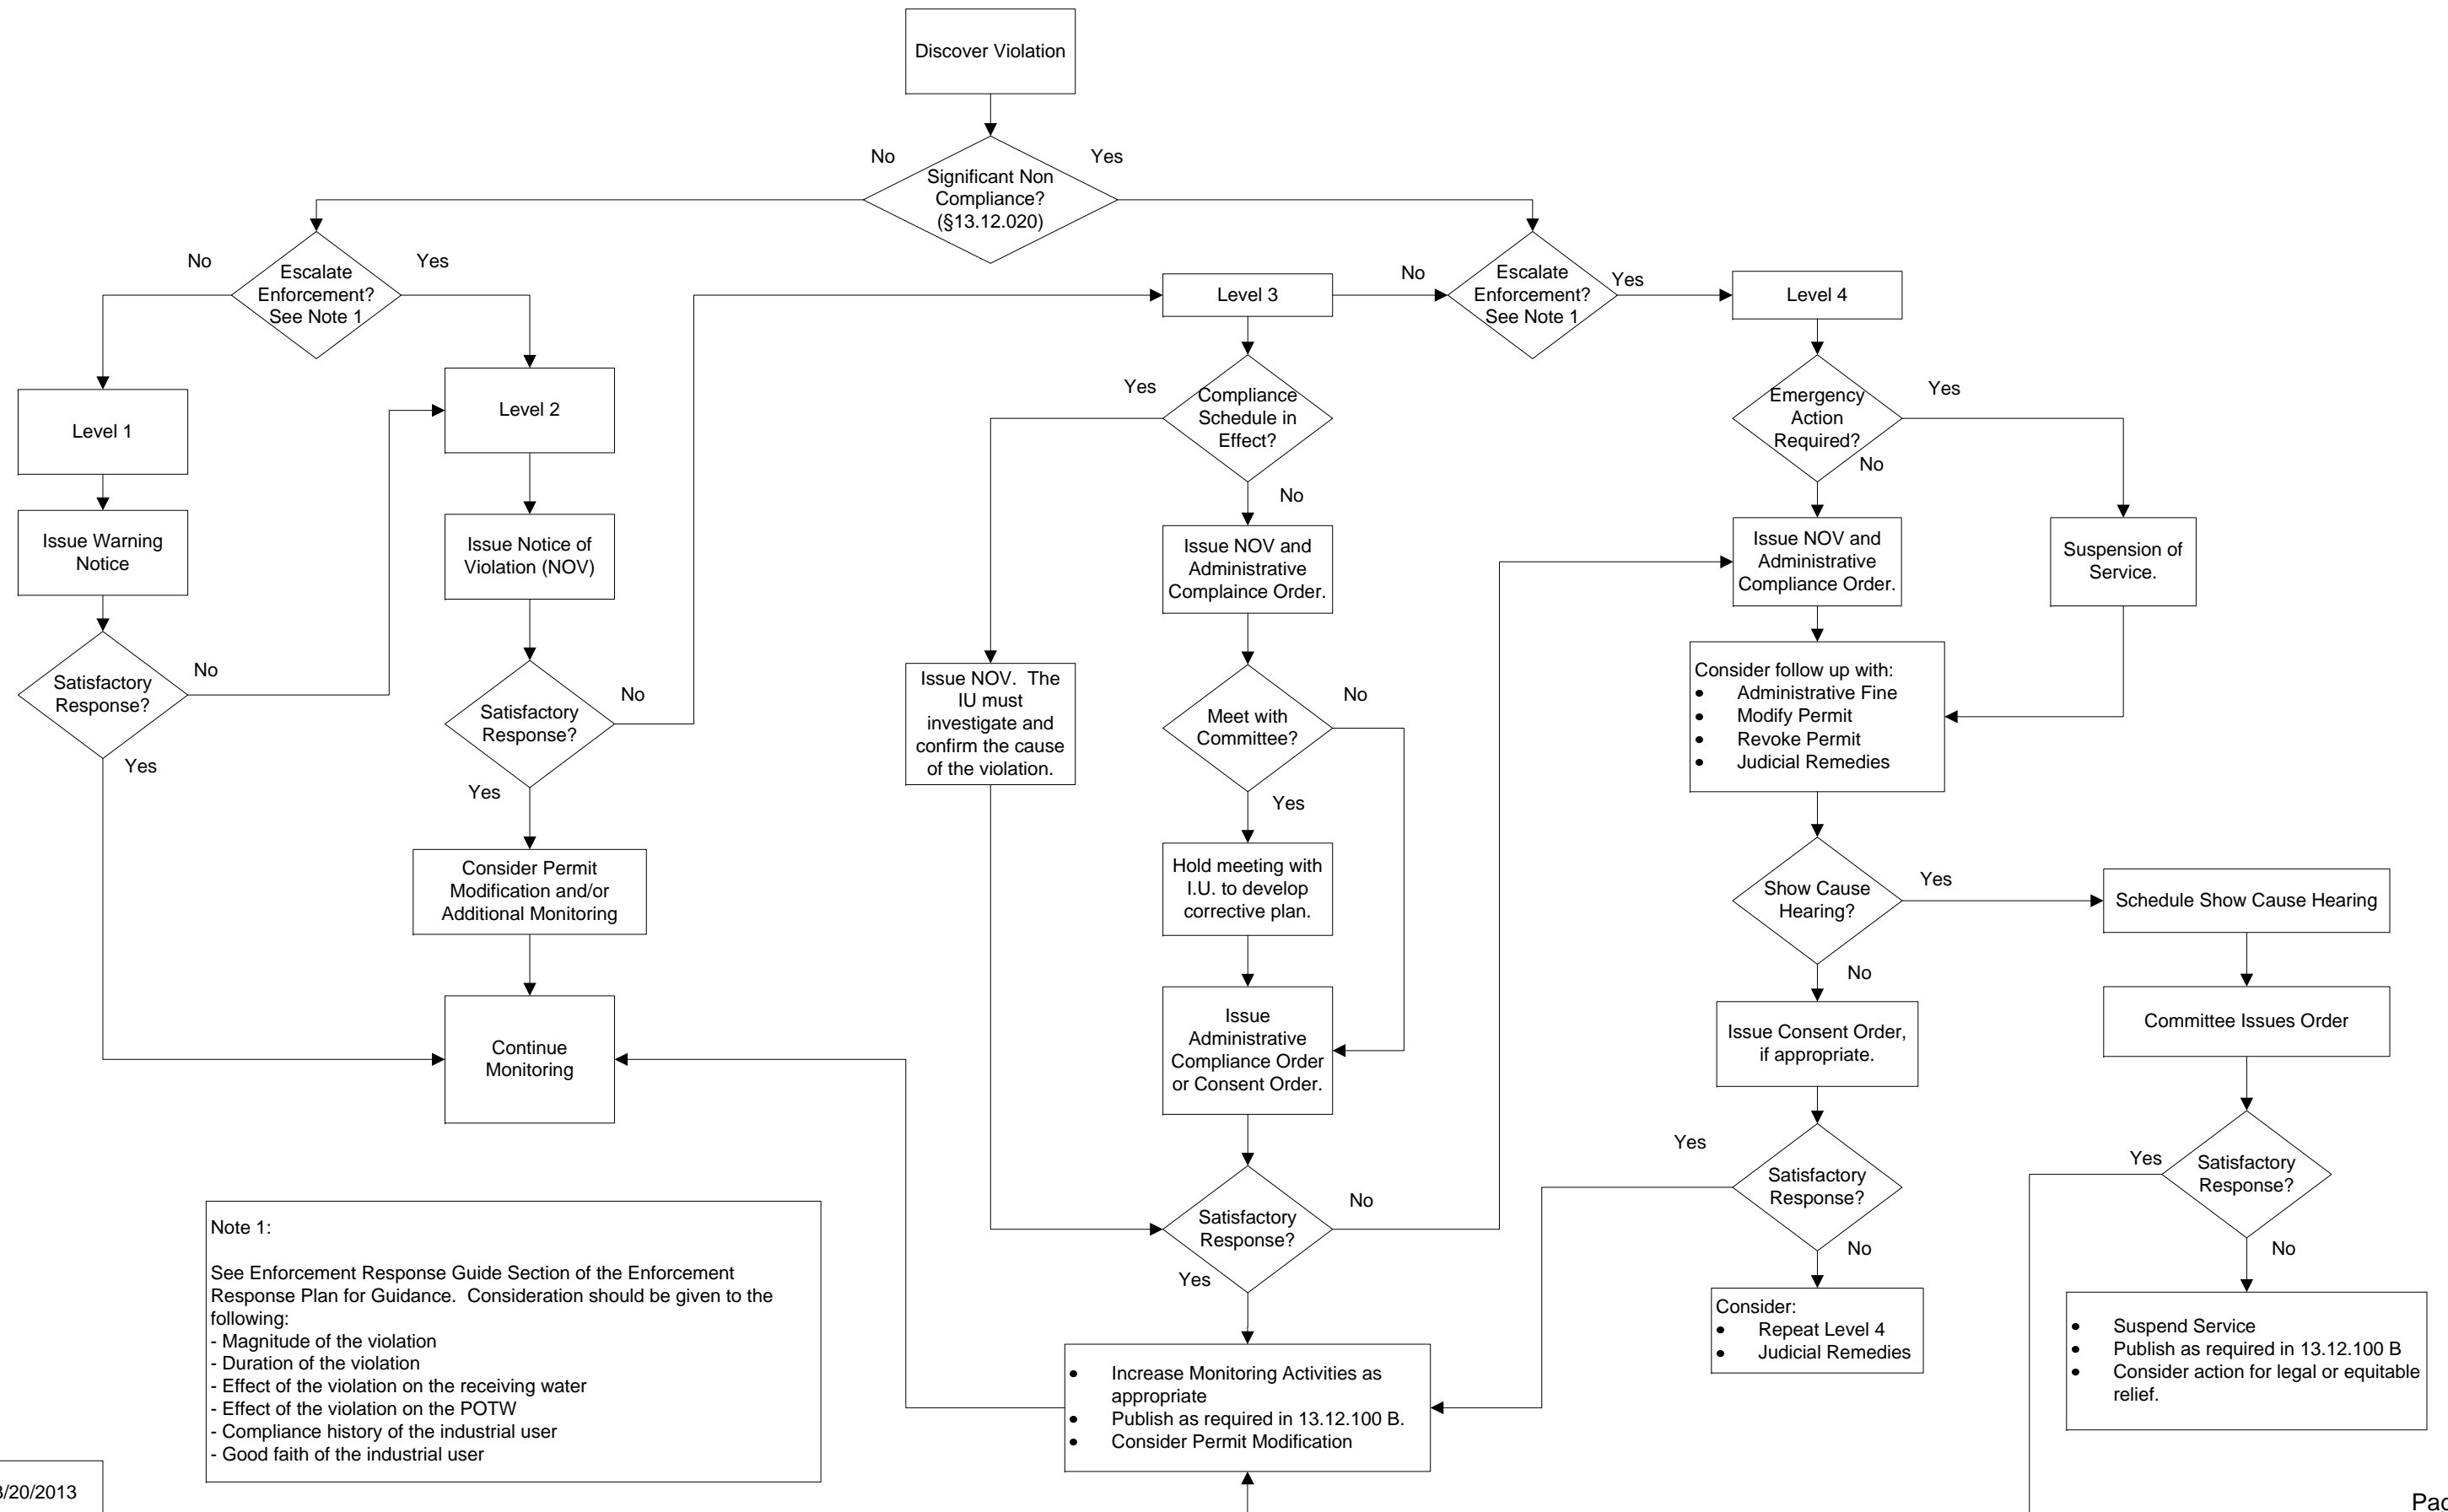 Discover Violation
No
Yes
Significant Non
Compliance?
(§13.12.020)
No
Escalate
Enforcement?
See Note 1
Yes
Level 3
No
Escalate
Enforcement?
See Note 1
Yes
Level 4
Level 1
Level 2
Yes
Compliance
Schedule in
Effect?
No
Emergency
Action
Required?
Yes
No
Issue Warning
Notice
Issue Notice of
Violation (NOV)
Issue NOV and
Administrative
Complaince Order.
Issue NOV and
Administrative
Compliance Order.
Suspension of
Service.
Satisfactory
Response?
No
Yes
Satisfactory
Response?
No
Yes
Issue NOV.  The
IU must
investigate and
confirm the cause
of the violation.
Meet with
Committee?
No
Yes
Consider follow up with:
• Administrative Fine
• Modify Permit
• Revoke Permit
• Judicial Remedies
Consider Permit
Modification and/or
Additional Monitoring
Hold meeting with
I.U. to develop
corrective plan.
Show Cause
Hearing?
Yes
No
Schedule Show Cause Hearing
Continue
Monitoring
Issue
Administrative
Compliance Order
or Consent Order.
Issue Consent Order,
if appropriate.
Committee Issues Order
Satisfactory
Response?
No
Yes
Yes
Satisfactory
Response?
No
Yes
Satisfactory
Response?
No
Note 1:
See Enforcement Response Guide Section of the Enforcement
Response Plan for Guidance.  Consideration should be given to the
following:
- Magnitude of the violation
- Duration of the violation
- Effect of the violation on the receiving water
- Effect of the violation on the POTW
- Compliance history of the industrial user
- Good faith of the industrial user
• Increase Monitoring Activities as
appropriate
• Publish as required in 13.12.100 B.
• Consider Permit Modification
Consider:
• Repeat Level 4
• Judicial Remedies
• Suspend Service
• Publish as required in 13.12.100 B
• Consider action for legal or equitable
relief.
/20/2013